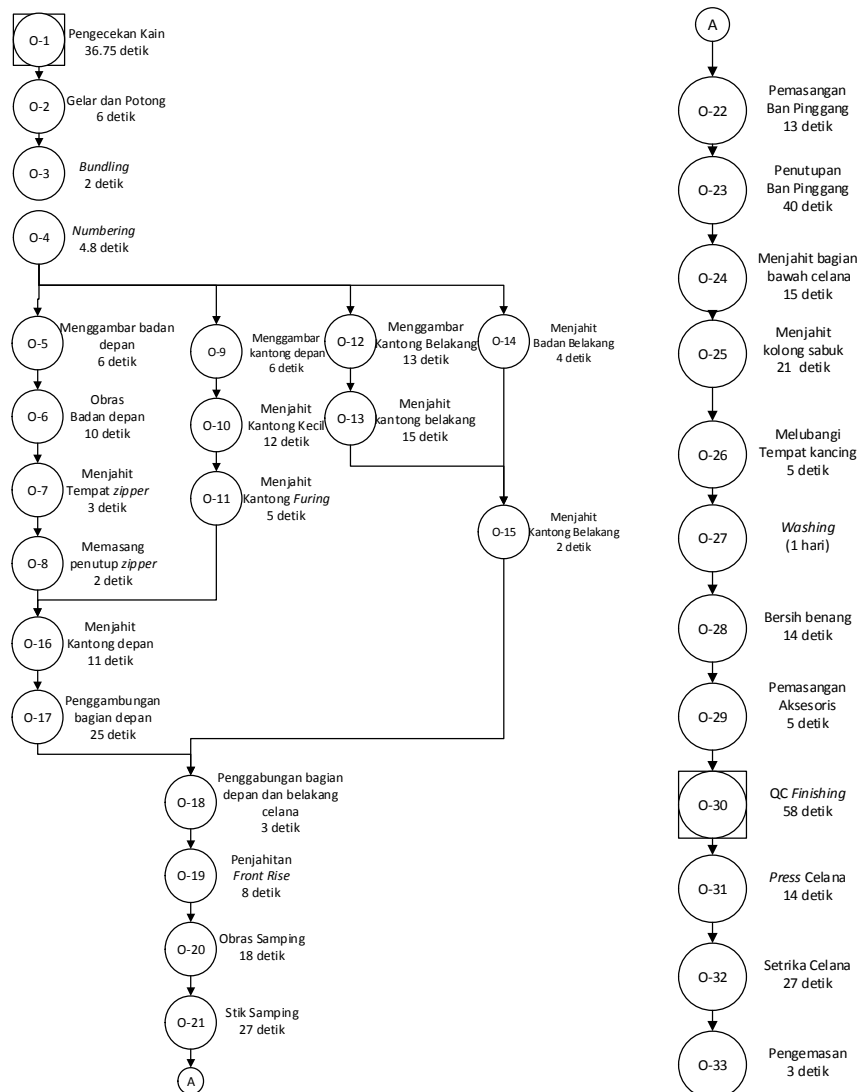 O-1
Pengecekan Kain
36.75 detik
O-2
Gelar dan Potong
6 detik
O-3
Bundling
2 detik
O-4
Numbering
4.8 detik
O-5
Menggambar badan
depan
6 detik
O-6
Obras
Badan depan
10 detik
O-7
Menjahit
Tempat zipper
3 detik
O-8
Memasang
penutup zipper
2 detik
O-9
Menggambar
kantong depan
6 detik
O-10
Menjahit
Kantong Kecil
12 detik
O-11
Menjahit
Kantong Furing
5 detik
O-12
Menggambar
Kantong Belakang
13 detik
O-13
Menjahit
kantong belakang
15 detik
O-14
Menjahit
Badan Belakang
4 detik
O-15
Menjahit
Kantong Belakang
2 detik
O-16
Menjahit
Kantong depan
11 detik
O-17
Penggambungan
bagian depan
25 detik
O-18
Penggabungan bagian
depan dan belakang
celana
3 detik
O-19
Penjahitan
Front Rise
8 detik
O-20
Obras Samping
18 detik
O-21
Stik Samping
27 detik
A
A
O-22
Pemasangan
Ban Pinggang
13 detik
O-23
Penutupan
Ban Pinggang
40 detik
O-24
Menjahit bagian
bawah celana
15 detik
O-25
Menjahit
kolong sabuk
21 detik
O-26
Melubangi
Tempat kancing
5 detik
O-27
Washing
(1 hari)
O-28
Bersih benang
14 detik
O-29
Pemasangan
Aksesoris
5 detik
O-30
QC Finishing
58 detik
O-31
Press Celana
14 detik
O-32
Setrika Celana
27 detik
O-33
Pengemasan
3 detik